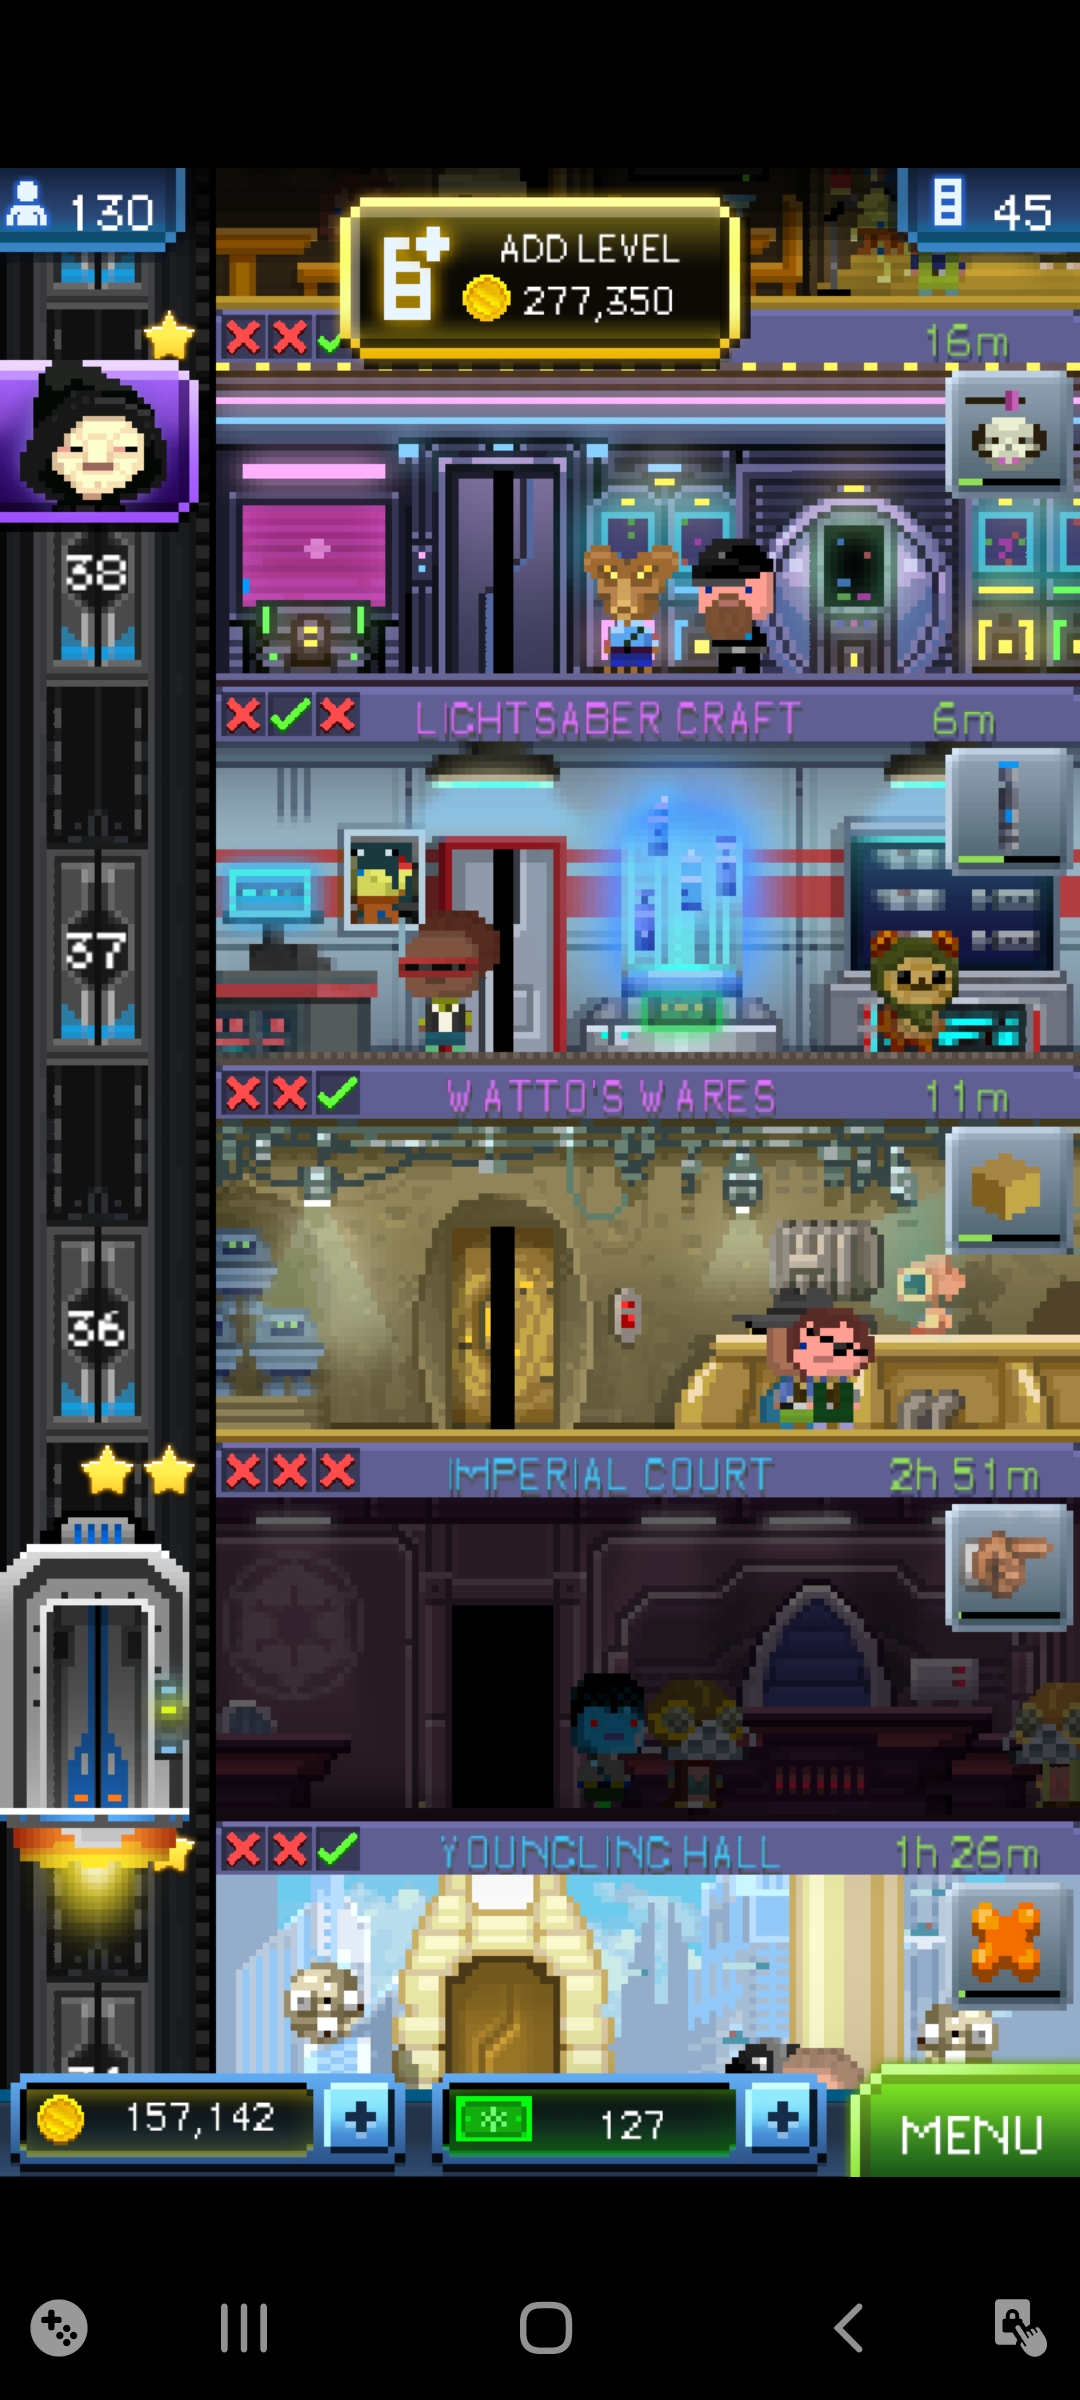 130
45
ADD LEVEL
277,350
16m
38
LIGHTSABER CRAFT 6m
37
WATTO'S WARES 11m
36
IMPERIAL COURT 2h 51m
YOUNGLING HALL 1h 26m
157,142
127
MENU